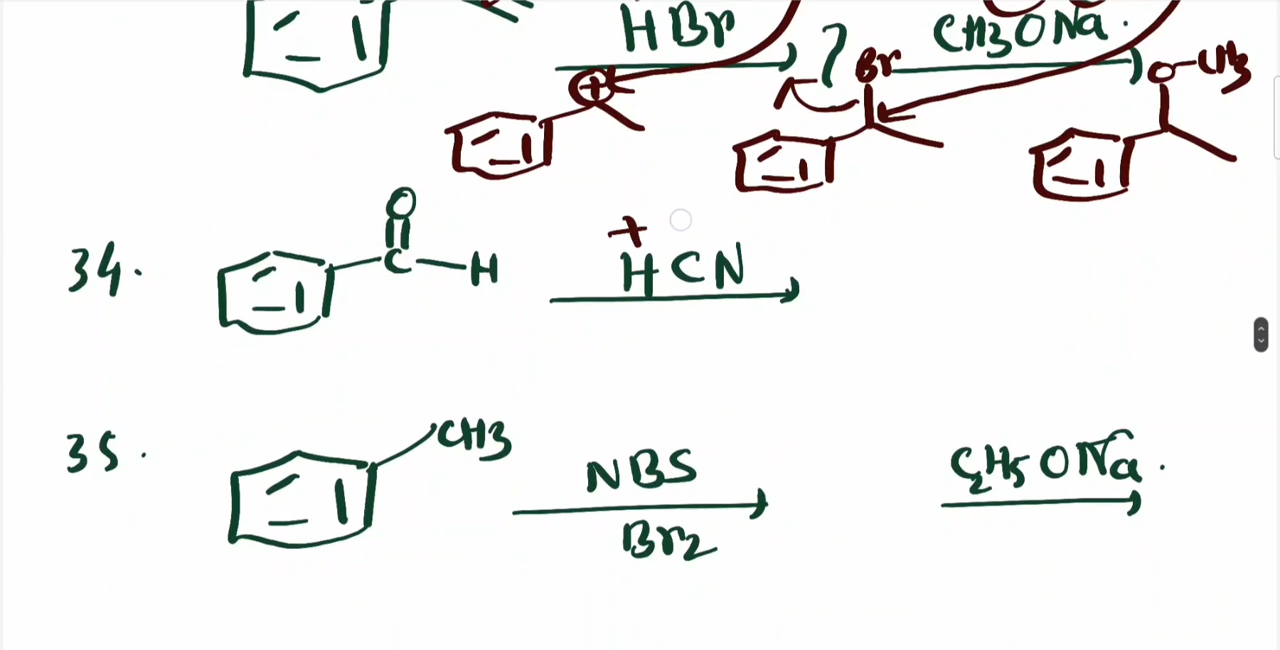 HBr CH3ONa.
? Br O-CH3
+
34. O
C-H HCN
35. CH3 NBS C2H5ONa.
Br2